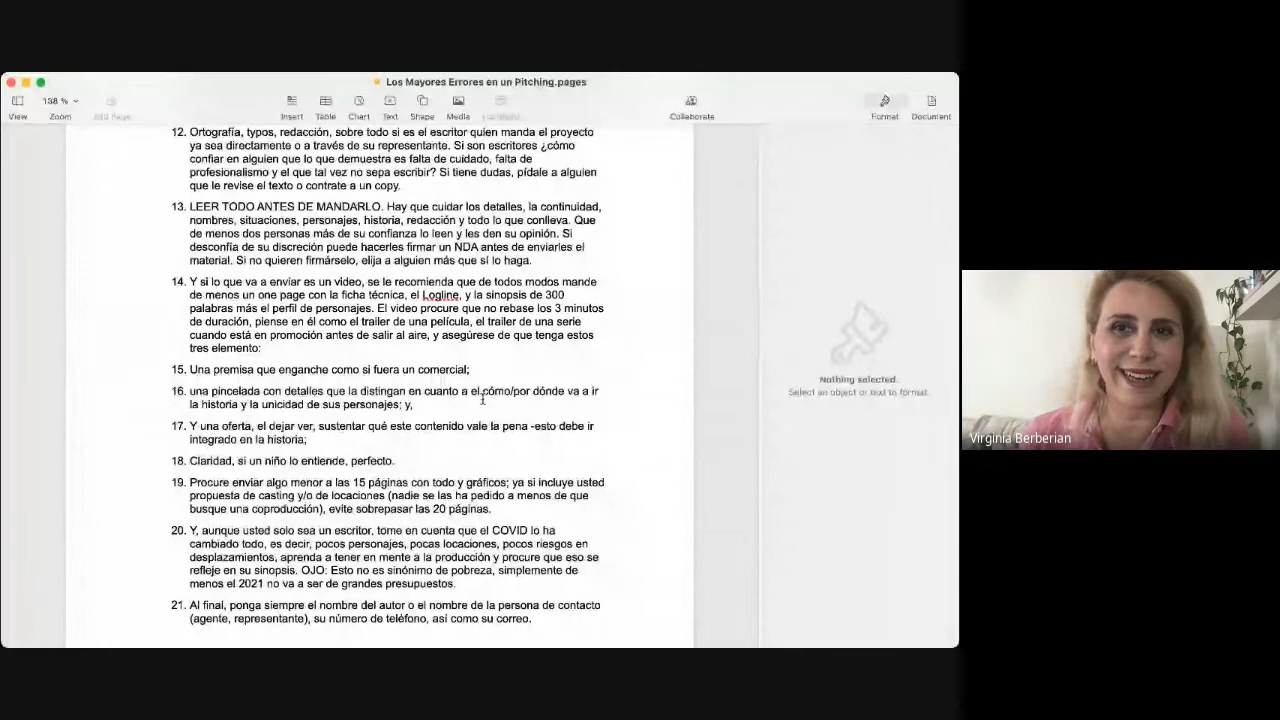 Los Mayores Errores en un Pitching.pages
138 %
View Zoom Add Page Insert Table Chart Text Shape Media Comment Collaborate Format Document
12. Ortografía, typos, redacción, sobre todo si es el escritor quien manda el proyecto
ya sea directamente o a través de su representante. Si son escritores ¿cómo
confiar en alguien que lo que demuestra es falta de cuidado, falta de
profesionalismo y el que tal vez no sepa escribir? Si tiene dudas, pídale a alguien
que le revise el texto o contrate a un copy.
13. LEER TODO ANTES DE MANDARLO. Hay que cuidar los detalles, la continuidad,
nombres, situaciones, personajes, historia, redacción y todo lo que conlleva. Que
de menos dos personas más de su confianza lo leen y les den su opinión. Si
desconfía de su discreción puede hacerles firmar un NDA antes de enviarles el
material. Si no quieren firmárselo, elija a alguien más que sí lo haga.
14. Y si lo que va a enviar es un video, se le recomienda que de todos modos mande
de menos un one page con la ficha técnica, el Logline, y la sinopsis de 300
palabras más el perfil de personajes. El video procure que no rebase los 3 minutos
de duración, piense en él como el trailer de una película, el trailer de una serie
cuando está en promoción antes de salir al aire, y asegúrese de que tenga estos
tres elemento:
15. Una premisa que enganche como si fuera un comercial;
16. una pincelada con detalles que la distingan en cuanto a el cómo/por dónde va a ir
la historia y la unicidad de sus personajes; y,
17. Y una oferta, el dejar ver, sustentar qué este contenido vale la pena -esto debe ir
integrado en la historia;
18. Claridad, si un niño lo entiende, perfecto.
19. Procure enviar algo menor a las 15 páginas con todo y gráficos; ya si incluye usted
propuesta de casting y/o de locaciones (nadie se las ha pedido a menos de que
busque una coproducción), evite sobrepasar las 20 páginas.
20. Y, aunque usted solo sea un escritor, tome en cuenta que el COVID lo ha
cambiado todo, es decir, pocos personajes, pocas locaciones, pocos riesgos en
desplazamientos, aprenda a tener en mente a la producción y procure que eso se
refleje en su sinopsis. OJO: Esto no es sinónimo de pobreza, simplemente de
menos el 2021 no va a ser de grandes presupuestos.
21. Al final, ponga siempre el nombre del autor o el nombre de la persona de contacto
(agente, representante), su número de teléfono, así como su correo.
Nothing selected.
Select an object or text to format.
Virginia Berberian